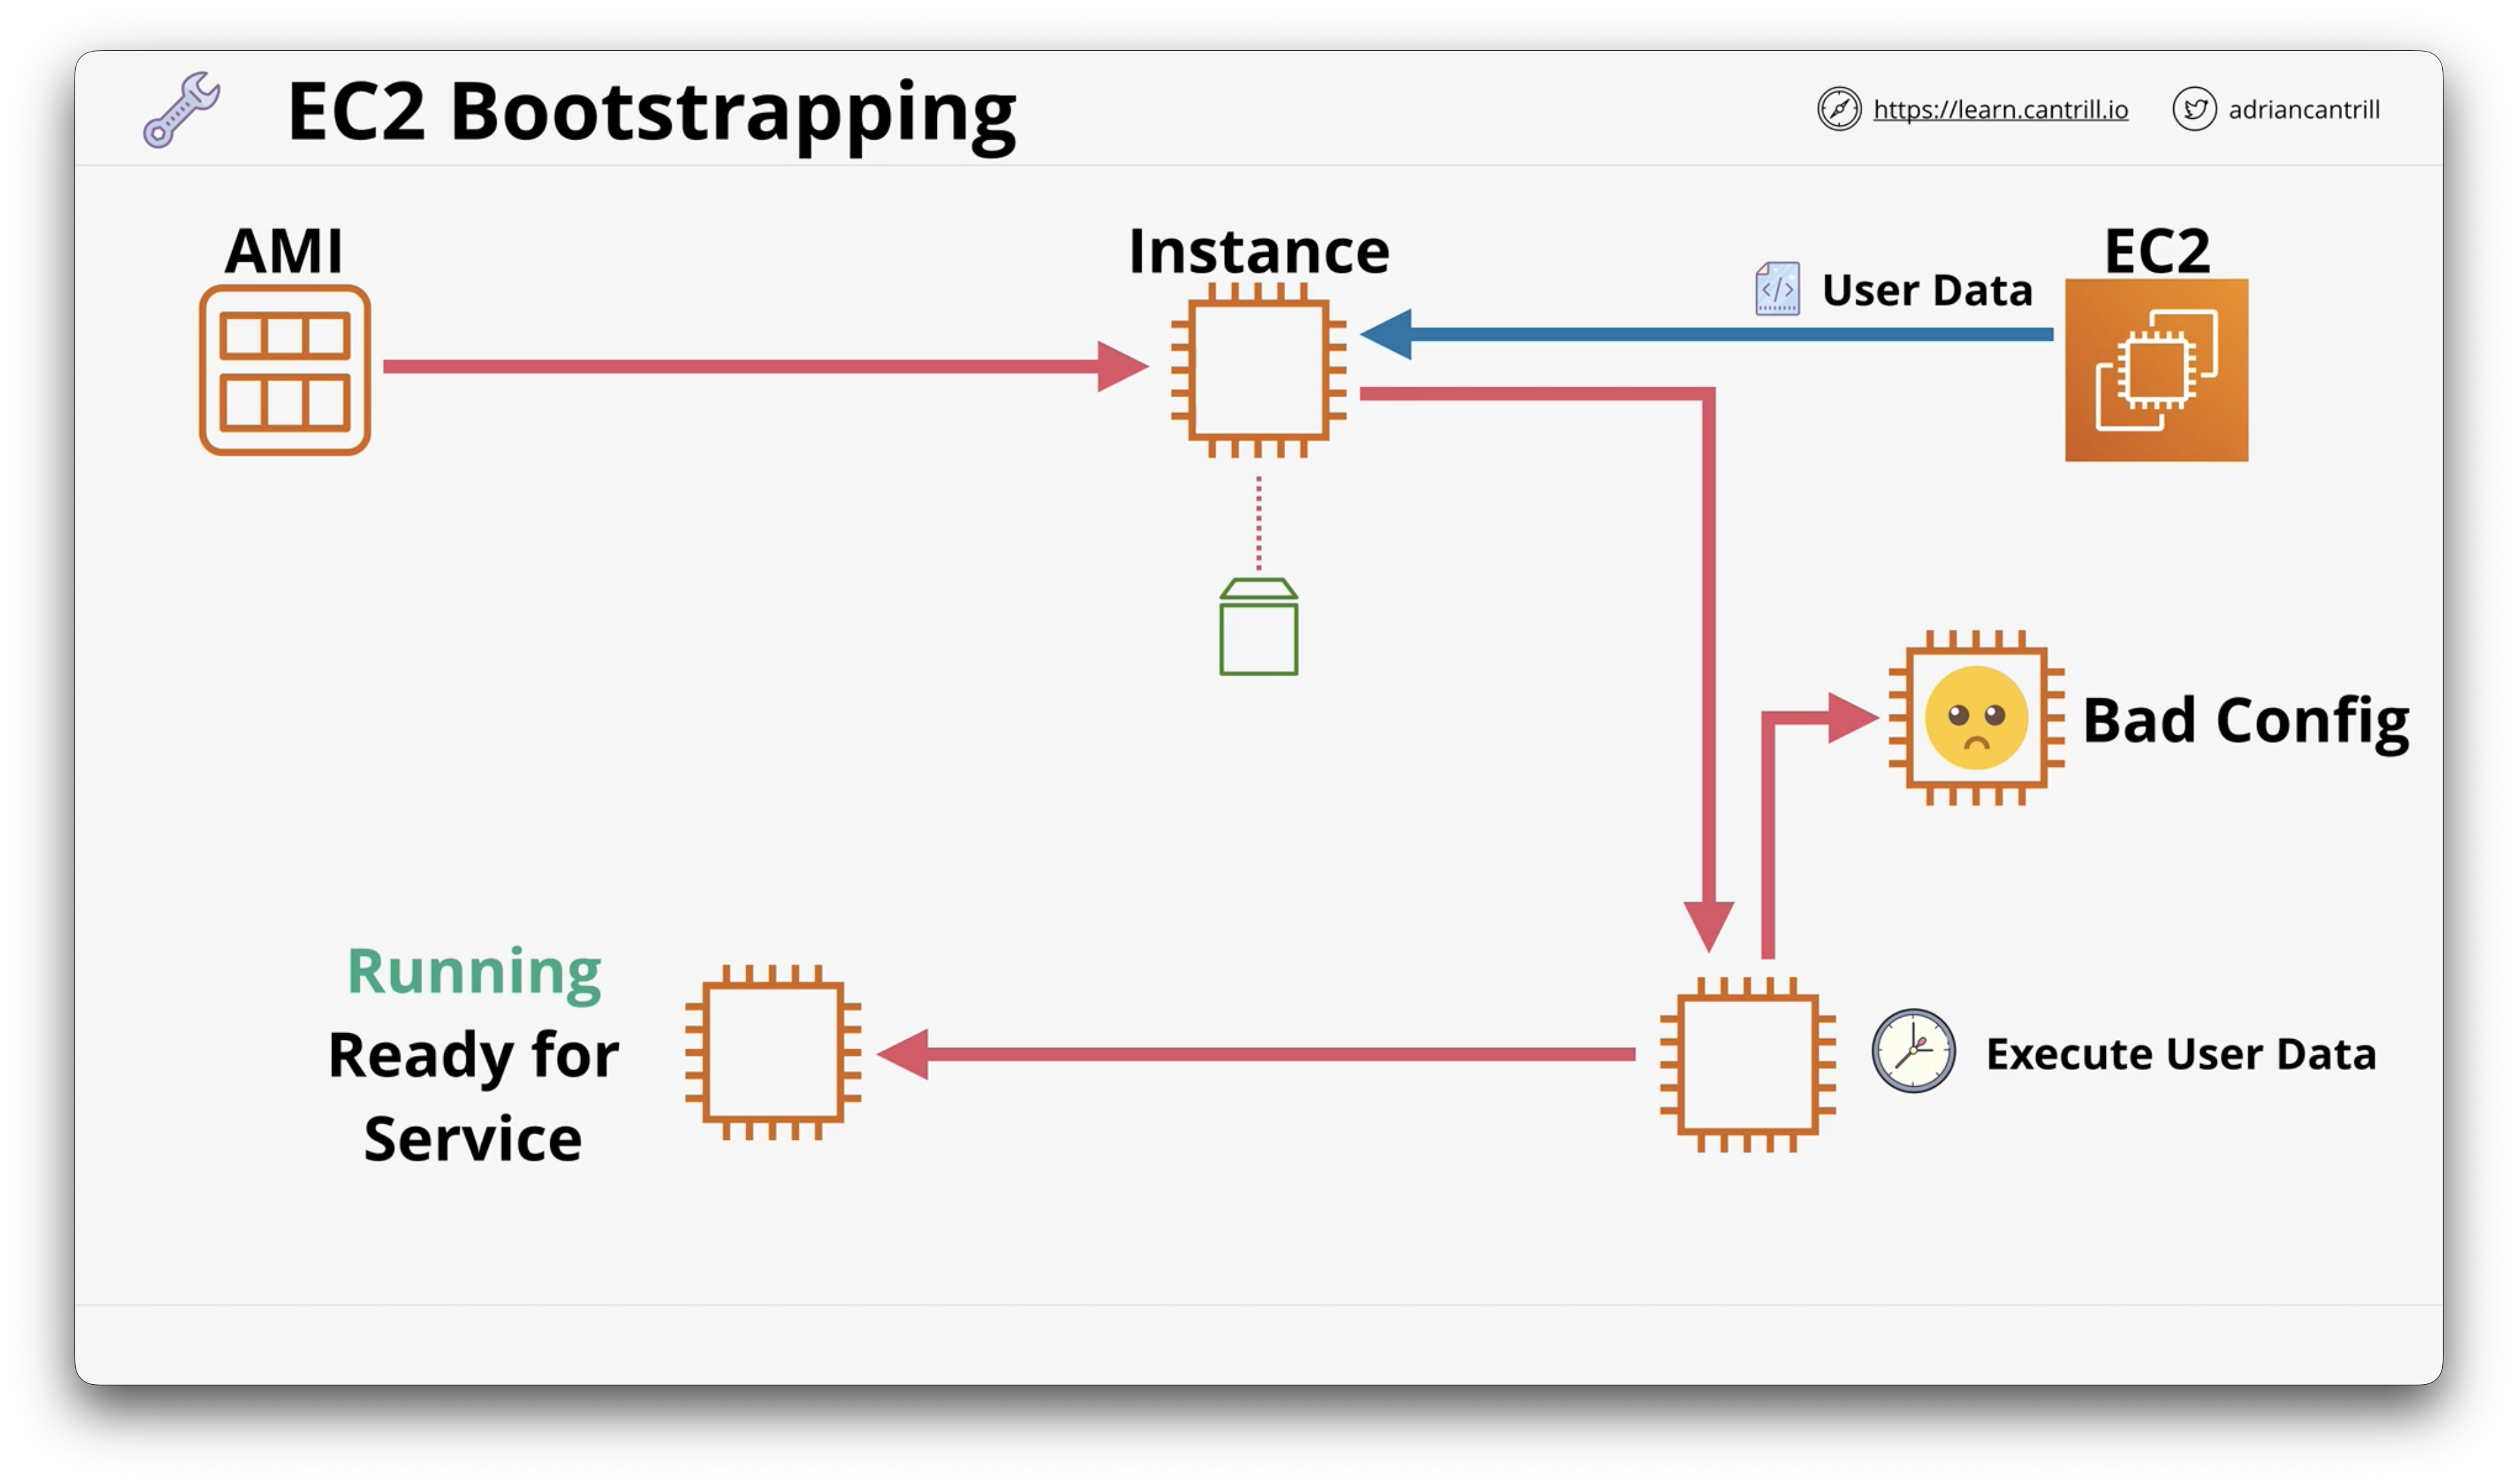 EC2 Bootstrapping
https://learn.cantrill.io
adriancantrill
AMI
Instance
EC2
User Data
</>
Bad Config
Running
Ready for
Service
Execute User Data